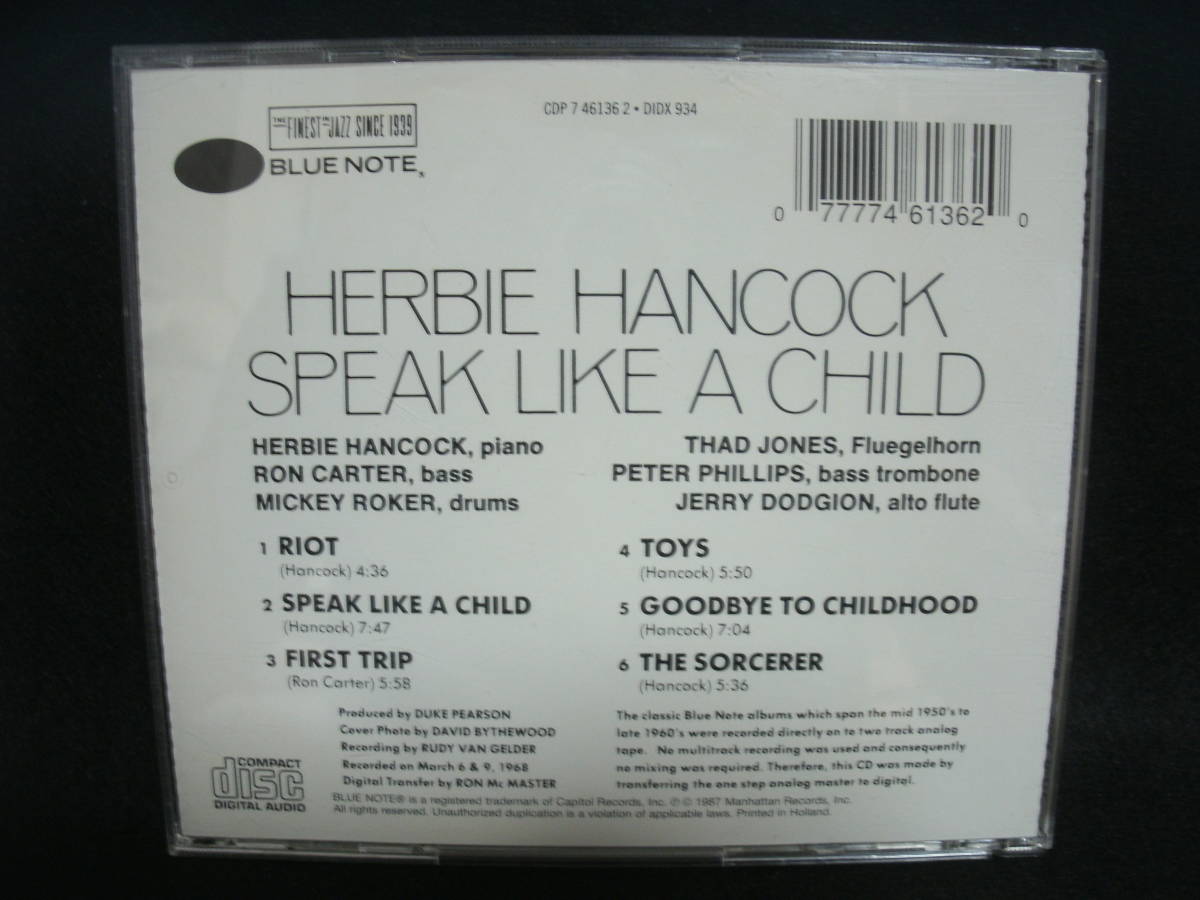 THE FINEST IN JAZZ SINCE 1939
BLUE NOTE®
CDP 7 46136 2 • DIDX 934
0 77774 61362 0
HERBIE HANCOCK
SPEAK LIKE A CHILD
HERBIE HANCOCK, piano
RON CARTER, bass
MICKEY ROKER, drums
THAD JONES, Fluegelhorn
PETER PHILLIPS, bass trombone
JERRY DODGION, alto flute
1 RIOT
(Hancock) 4:36
2 SPEAK LIKE A CHILD
(Hancock) 7:47
3 FIRST TRIP
(Ron Carter) 5:58
4 TOYS
(Hancock) 5:50
5 GOODBYE TO CHILDHOOD
(Hancock) 7:04
6 THE SORCERER
(Hancock) 5:36
Produced by DUKE PEARSON
Cover Photo by DAVID BYTHEWOOD
Recording by RUDY VAN GELDER
Recorded on March 6 & 9, 1968
Digital Transfer by RON Mc MASTER
The classic Blue Note albums which span the mid 1950's to
late 1960's were recorded directly on to two track analog
tape. No multitrack recording was used and consequently
no mixing was required. Therefore, this CD was made by
transferring the one step analog master to digital.
COMPACT
disc
DIGITAL AUDIO
BLUE NOTE® is a registered trademark of Capitol Records, Inc. ℗ © 1987 Manhattan Records, Inc.
All rights reserved. Unauthorized duplication is a violation of applicable laws. Printed in Holland.